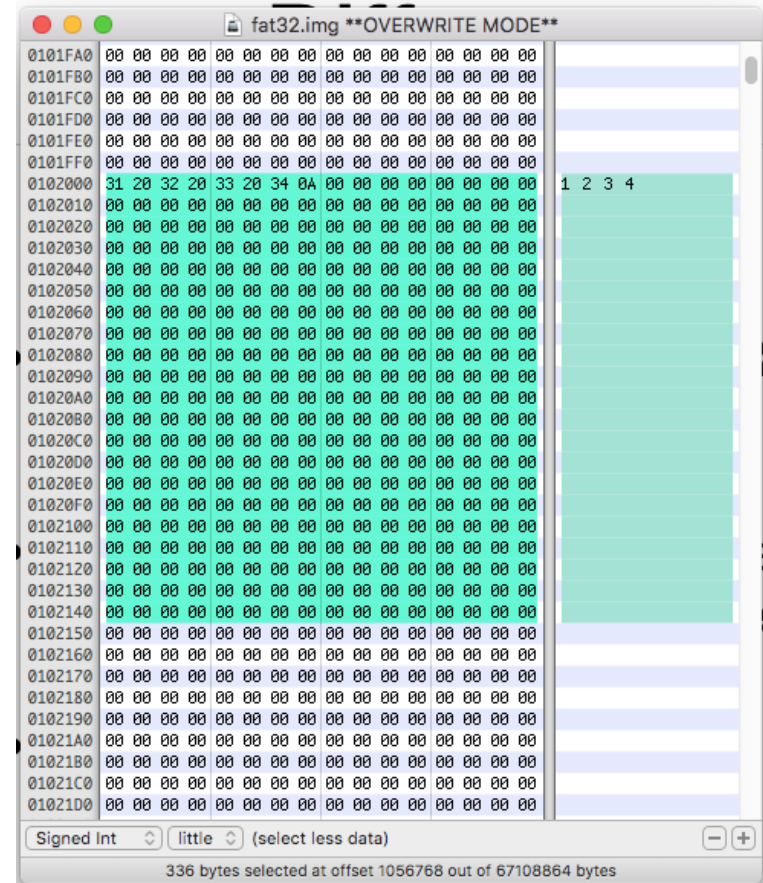 fat32.img **OVERWRITE MODE**
0101FA0 00 00 00 00 00 00 00 00 00 00 00 00 00 00 00 00
0101FB0 00 00 00 00 00 00 00 00 00 00 00 00 00 00 00 00
0101FC0 00 00 00 00 00 00 00 00 00 00 00 00 00 00 00 00
0101FD0 00 00 00 00 00 00 00 00 00 00 00 00 00 00 00 00
0101FE0 00 00 00 00 00 00 00 00 00 00 00 00 00 00 00 00
0101FF0 00 00 00 00 00 00 00 00 00 00 00 00 00 00 00 00
0102000 31 20 32 20 33 20 34 0A 00 00 00 00 00 00 00 00 1 2 3 4
0102010 00 00 00 00 00 00 00 00 00 00 00 00 00 00 00 00
0102020 00 00 00 00 00 00 00 00 00 00 00 00 00 00 00 00
0102030 00 00 00 00 00 00 00 00 00 00 00 00 00 00 00 00
0102040 00 00 00 00 00 00 00 00 00 00 00 00 00 00 00 00
0102050 00 00 00 00 00 00 00 00 00 00 00 00 00 00 00 00
0102060 00 00 00 00 00 00 00 00 00 00 00 00 00 00 00 00
0102070 00 00 00 00 00 00 00 00 00 00 00 00 00 00 00 00
0102080 00 00 00 00 00 00 00 00 00 00 00 00 00 00 00 00
0102090 00 00 00 00 00 00 00 00 00 00 00 00 00 00 00 00
01020A0 00 00 00 00 00 00 00 00 00 00 00 00 00 00 00 00
01020B0 00 00 00 00 00 00 00 00 00 00 00 00 00 00 00 00
01020C0 00 00 00 00 00 00 00 00 00 00 00 00 00 00 00 00
01020D0 00 00 00 00 00 00 00 00 00 00 00 00 00 00 00 00
01020E0 00 00 00 00 00 00 00 00 00 00 00 00 00 00 00 00
01020F0 00 00 00 00 00 00 00 00 00 00 00 00 00 00 00 00
0102100 00 00 00 00 00 00 00 00 00 00 00 00 00 00 00 00
0102110 00 00 00 00 00 00 00 00 00 00 00 00 00 00 00 00
0102120 00 00 00 00 00 00 00 00 00 00 00 00 00 00 00 00
0102130 00 00 00 00 00 00 00 00 00 00 00 00 00 00 00 00
0102140 00 00 00 00 00 00 00 00 00 00 00 00 00 00 00 00
0102150 00 00 00 00 00 00 00 00 00 00 00 00 00 00 00 00
0102160 00 00 00 00 00 00 00 00 00 00 00 00 00 00 00 00
0102170 00 00 00 00 00 00 00 00 00 00 00 00 00 00 00 00
0102180 00 00 00 00 00 00 00 00 00 00 00 00 00 00 00 00
0102190 00 00 00 00 00 00 00 00 00 00 00 00 00 00 00 00
01021A0 00 00 00 00 00 00 00 00 00 00 00 00 00 00 00 00
01021B0 00 00 00 00 00 00 00 00 00 00 00 00 00 00 00 00
01021C0 00 00 00 00 00 00 00 00 00 00 00 00 00 00 00 00
01021D0 00 00 00 00 00 00 00 00 00 00 00 00 00 00 00 00
Signed Int little (select less data)
336 bytes selected at offset 1056768 out of 67108864 bytes